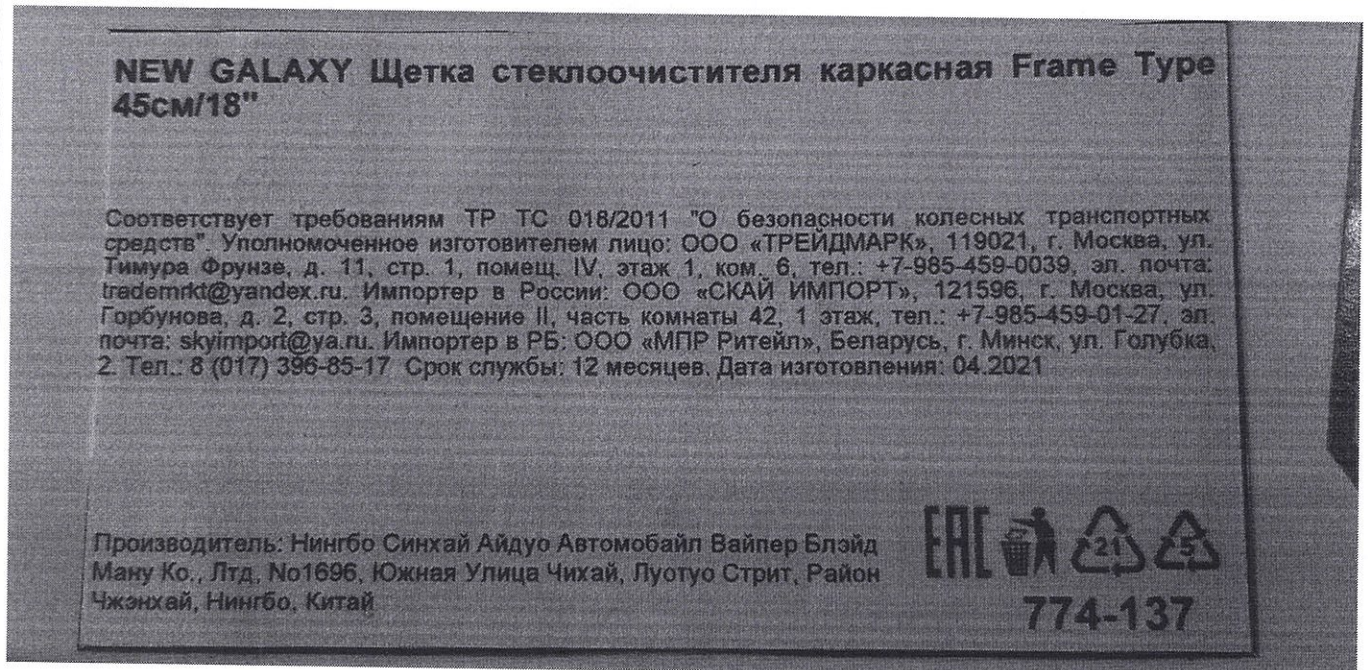 NEW GALAXY Щетка стеклоочистителя каркасная Frame Type
45см/18"
Соответствует требованиям ТР ТС 018/2011 "О безопасности колесных транспортных
средств". Уполномоченное изготовителем лицо: ООО «ТРЕЙДМАРК», 119021, г. Москва, ул.
Тимура Фрунзе, д. 11, стр. 1, помещ. IV, этаж 1, ком. 6, тел.: +7-985-459-0039, эл. почта:
trademrkt@yandex.ru. Импортер в России: ООО «СКАЙ ИМПОРТ», 121596, г. Москва, ул.
Горбунова, д. 2, стр. 3, помещение II, часть комнаты 42, 1 этаж, тел.: +7-985-459-01-27, эл.
почта: skyimport@ya.ru. Импортер в РБ: ООО «МПР Ритейл», Беларусь, г. Минск, ул. Голубка,
2. Тел.: 8 (017) 396-85-17 Срок службы: 12 месяцев. Дата изготовления: 04.2021
Производитель: Нингбо Синхай Айдуо Автомобайл Вайпер Блэйд
Ману Ко., Лтд, No1696, Южная Улица Чихай, Луотуо Стрит, Район
Чжэнхай, Нингбо, Китай
EAC 21 5
774-137